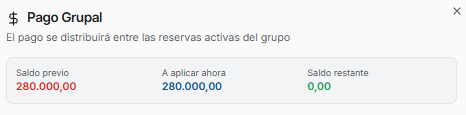 $ Pago Grupal
El pago se distribuirá entre las reservas activas del grupo
Saldo previo A aplicar ahora Saldo restante
280.000,00 280.000,00 0,00